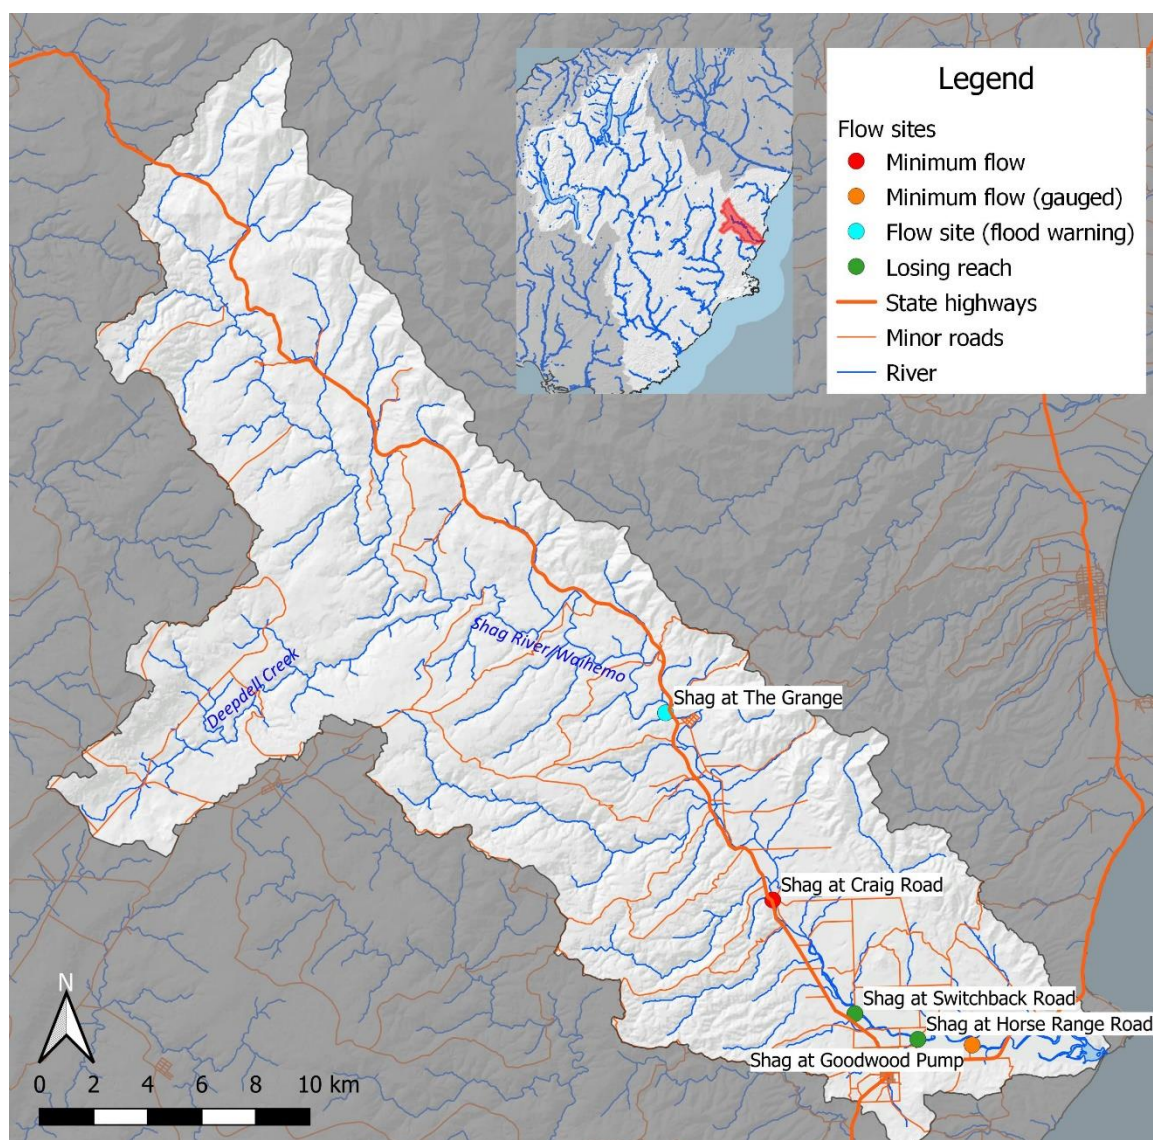 Legend
Flow sites
Minimum flow
Minimum flow (gauged)
Flow site (flood warning)
Losing reach
State highways
Minor roads
River
Shag River/Waihemo
Deepdell Creek
Shag at The Grange
Shag at Craig Road
Shag at Switchback Road
Shag at Horse Range Road
Shag at Goodwood Pump
N
0 2 4 6 8 10 km